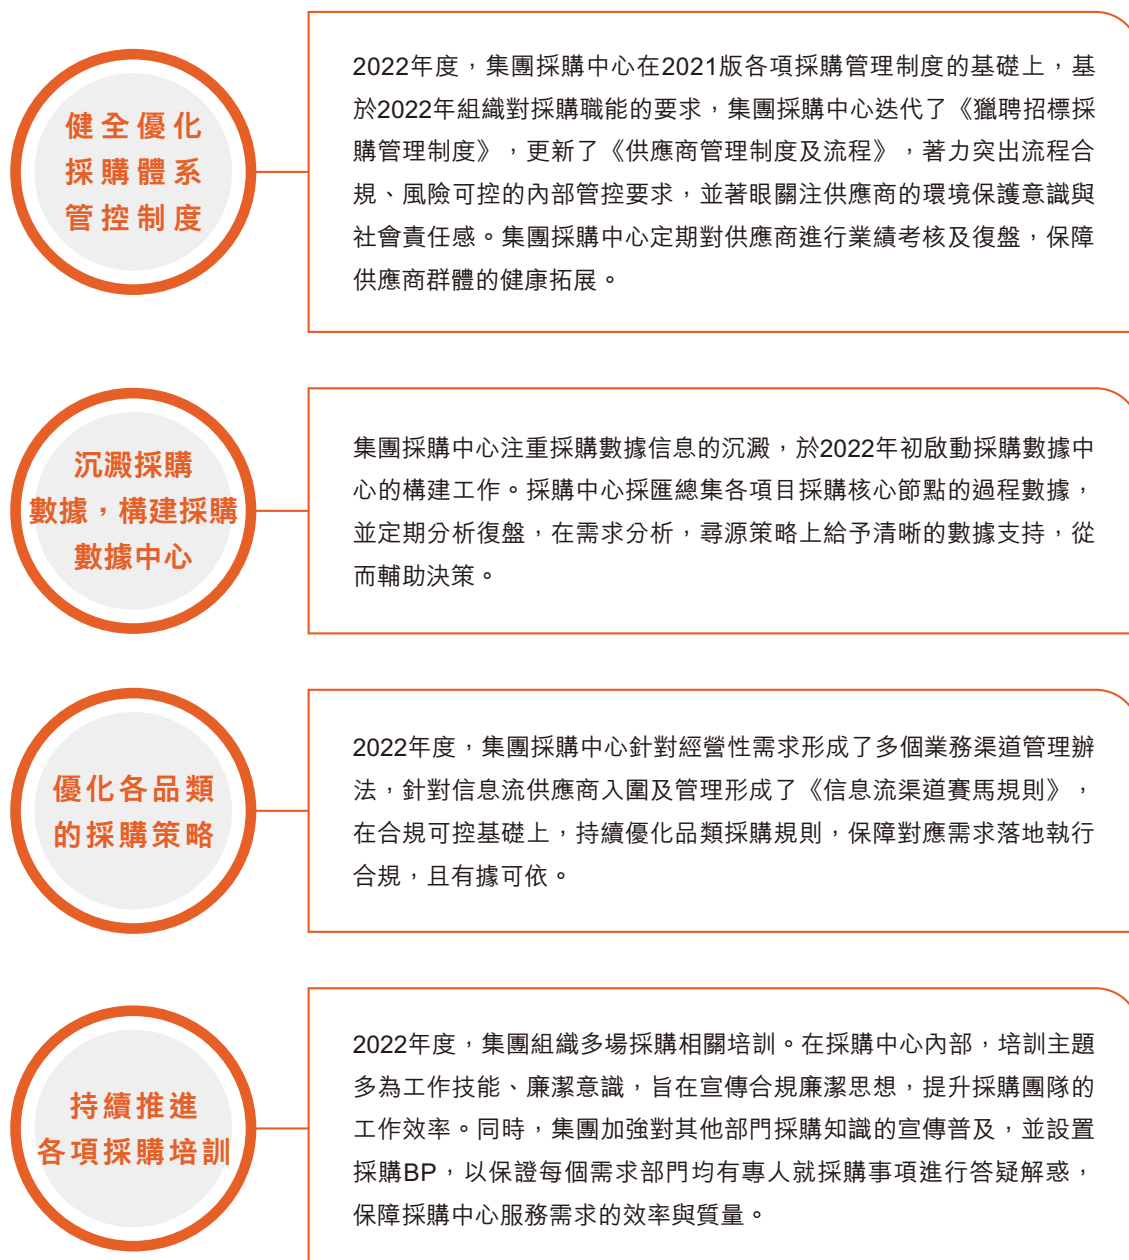 健全優化
採購體系
管控制度
2022年度，集團採購中心在2021版各項採購管理制度的基礎上，基
於2022年組織對採購職能的要求，集團採購中心迭代了《獵聘招標採
購管理制度》，更新了《供應商管理制度及流程》，著力突出流程合
規、風險可控的內部管控要求，並著眼關注供應商的環境保護意識與
社會責任感。集團採購中心定期對供應商進行業績考核及復盤，保障
供應商群體的健康拓展。
沉澱採購
數據，構建採購
數據中心
集團採購中心注重採購數據信息的沉澱，於2022年初啟動採購數據中
心的構建工作。採購中心採匯總集各項目採購核心節點的過程數據，
並定期分析復盤，在需求分析，尋源策略上給予清晰的數據支持，從
而輔助決策。
優化各品類
的採購策略
2022年度，集團採購中心針對經營性需求形成了多個業務渠道管理辦
法，針對信息流供應商入圍及管理形成了《信息流渠道賽馬規則》，
在合規可控基礎上，持續優化品類採購規則，保障對應需求落地執行
合規，且有據可依。
持續推進
各項採購培訓
2022年度，集團組織多場採購相關培訓。在採購中心內部，培訓主題
多為工作技能、廉潔意識，旨在宣傳合規廉潔思想，提升採購團隊的
工作效率。同時，集團加強對其他部門採購知識的宣傳普及，並設置
採購BP，以保證每個需求部門均有專人就採購事項進行答疑解惑，
保障採購中心服務需求的效率與質量。